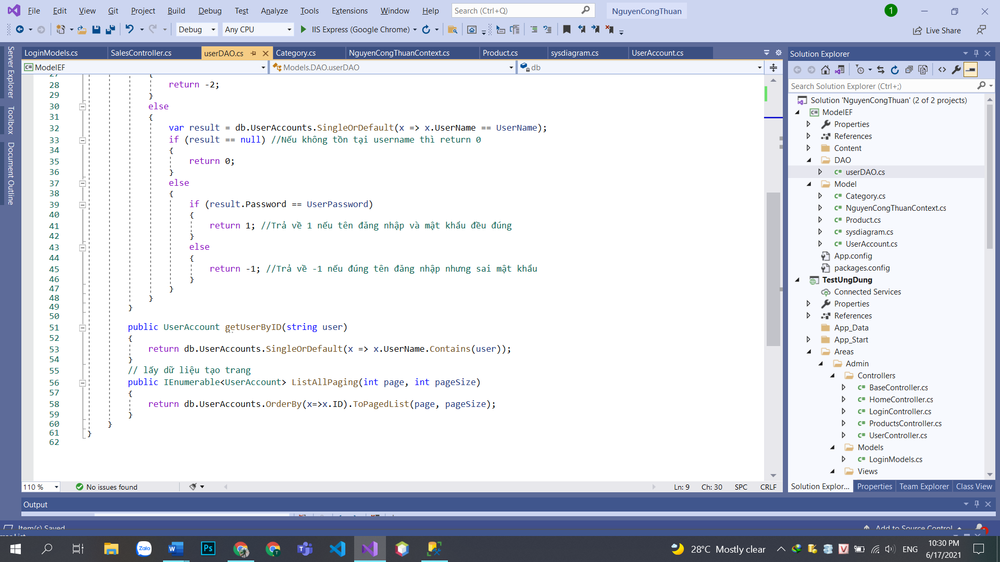 File Edit View Git Project Build Debug Test Analyze Tools Extensions Window Help Search (Ctrl+Q) NguyenCongThuan 1
Debug Any CPU IIS Express (Google Chrome) Live Share
Server Explorer
Toolbox
Document Outline
LoginModels.cs SalesController.cs userDAO.cs Category.cs NguyenCongThuanContext.cs Product.cs sysdiagram.cs UserAccount.cs
ModelEF Models.DAO.userDAO db
27 {
28 return -2;
29 }
30 else
31 {
32 var result = db.UserAccounts.SingleOrDefault(x => x.UserName == UserName);
33 if (result == null) //Nếu không tồn tại username thì return 0
34 {
35 return 0;
36 }
37 else
38 {
39 if (result.Password == UserPassword)
40 {
41 return 1; //Trả về 1 nếu tên đăng nhập và mật khẩu đều đúng
42 }
43 else
44 {
45 return -1; //Trả về -1 nếu đúng tên đăng nhập nhưng sai mật khẩu
46 }
47 }
48 }
49 }
50
51 public UserAccount getUserByID(string user)
52 {
53 return db.UserAccounts.SingleOrDefault(x => x.UserName.Contains(user));
54 }
55 // lấy dữ liệu tạo trang
56 public IEnumerable<UserAccount> ListAllPaging(int page, int pageSize)
57 {
58 return db.UserAccounts.OrderBy(x=>x.ID).ToPagedList(page, pageSize);
59 }
60 }
61 }
62
110 % No issues found Ln: 9 Ch: 30 SPC CRLF
Solution Explorer
Search Solution Explorer (Ctrl+;)
Solution 'NguyenCongThuan' (2 of 2 projects)
ModelEF
Properties
References
Content
DAO
userDAO.cs
Model
Category.cs
NguyenCongThuanContext.cs
Product.cs
sysdiagram.cs
UserAccount.cs
App.config
packages.config
TestUngDung
Connected Services
Properties
References
App_Data
App_Start
Areas
Admin
Controllers
BaseController.cs
HomeController.cs
LoginController.cs
ProductsController.cs
UserController.cs
Models
LoginModels.cs
Views
Solution Explor... Properties Team Explorer Class View
Output
Item(s) Saved Add to Source Control
Zalo Ps 28°C Mostly clear ENG 10:30 PM
6/17/2021